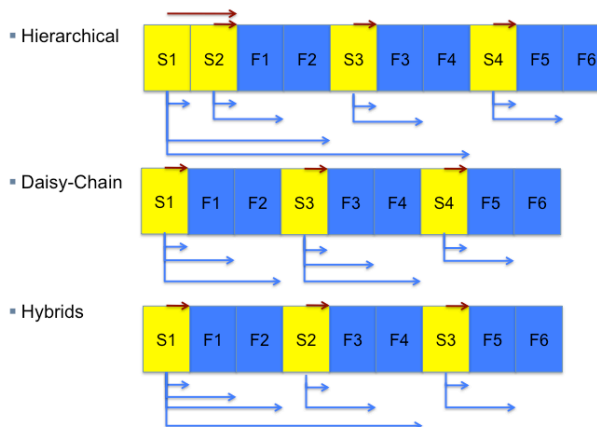 Hierarchical
S1 S2 F1 F2 S3 F3 F4 S4 F5 F6
Daisy-Chain
S1 F1 F2 S3 F3 F4 S4 F5 F6
Hybrids
S1 F1 F2 S2 F3 F4 S3 F5 F6